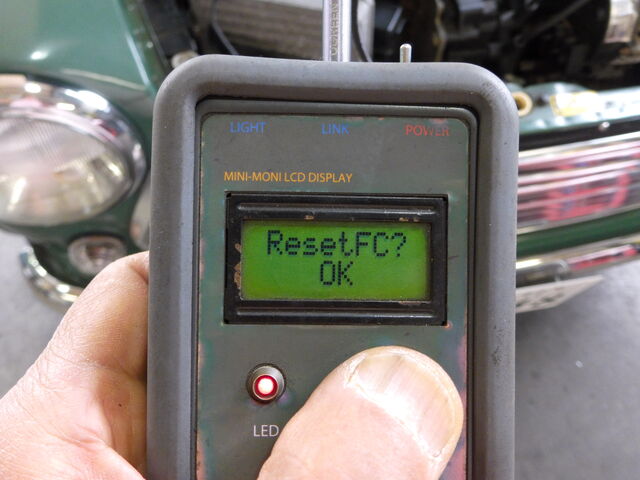 LIGHT LINK POWER
MINI-MONI LCD DISPLAY
ResetFC?
OK
LED